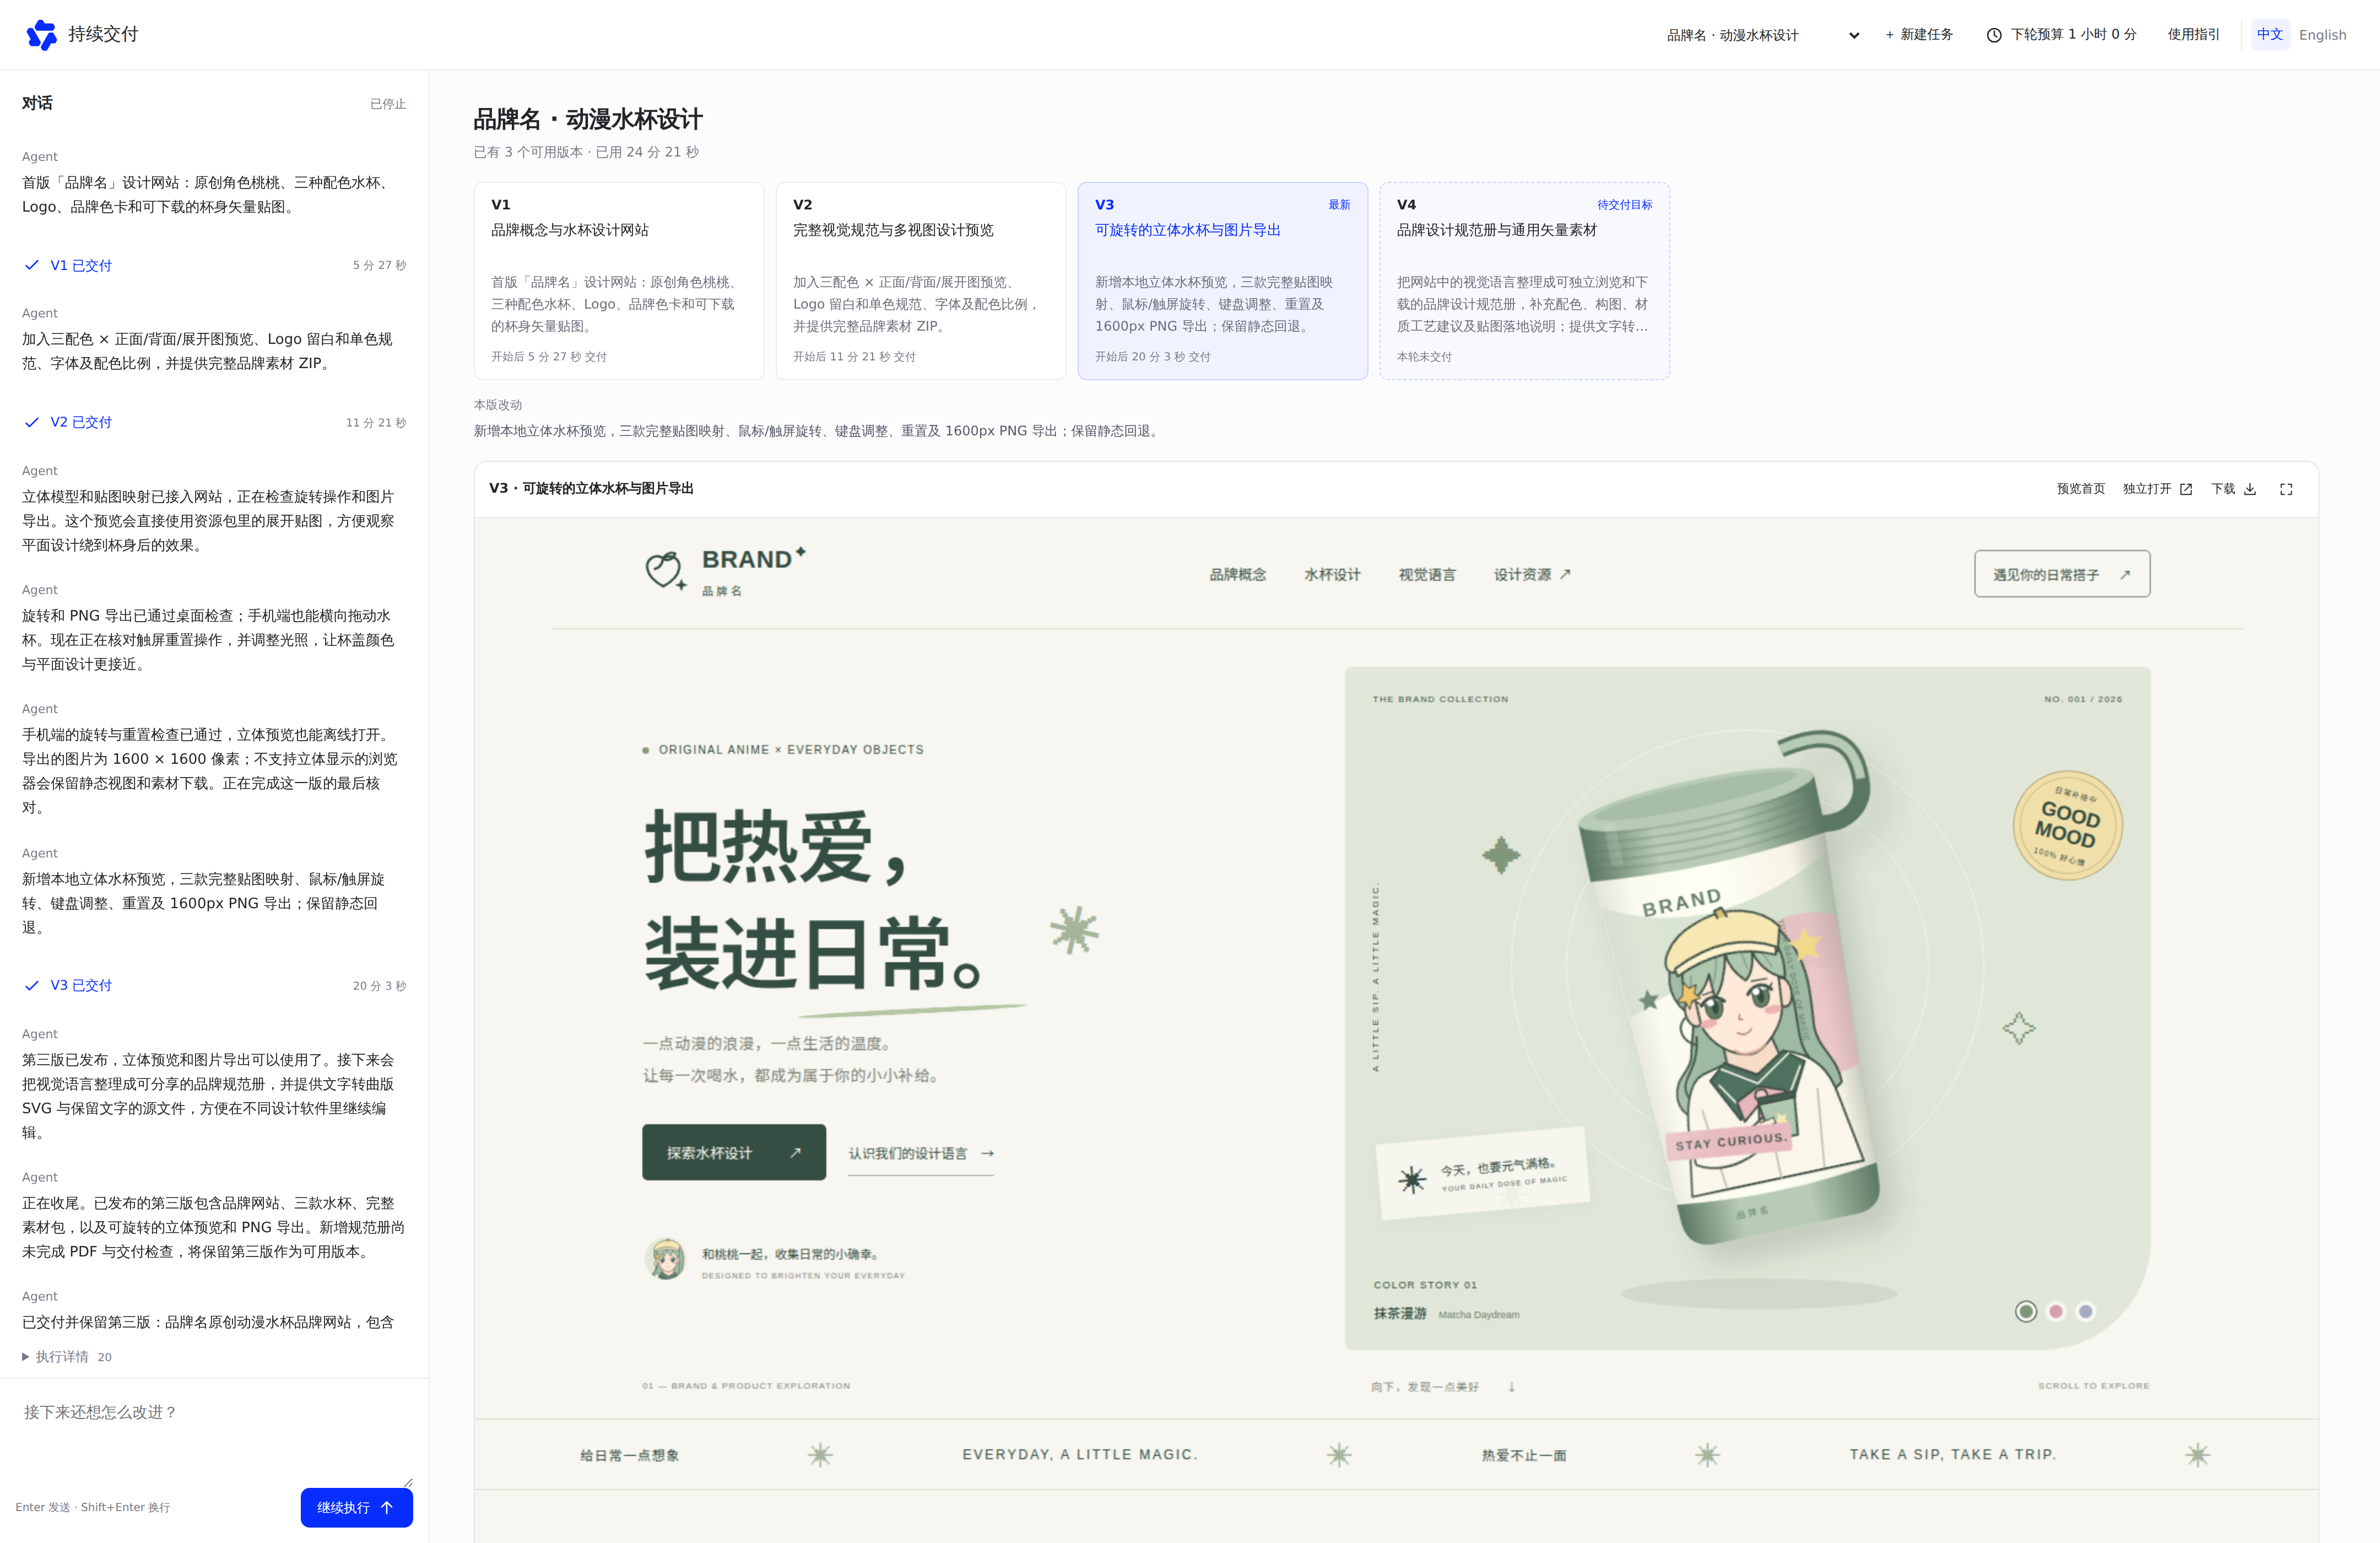 持续交付
品牌名 · 动漫水杯设计
+ 新建任务
下轮预算 1 小时 0 分
使用指引
中文
English
对话
已停止
Agent
首版「品牌名」设计网站：原创角色桃桃、三种配色水杯、
Logo、品牌色卡和可下载的杯身矢量贴图。
V1 已交付
5 分 27 秒
Agent
加入三配色 × 正面/背面/展开图预览、Logo 留白和单色规
范、字体及配色比例，并提供完整品牌素材 ZIP。
V2 已交付
11 分 21 秒
Agent
立体模型和贴图映射已接入网站，正在检查旋转操作和图片
导出。这个预览会直接使用资源包里的展开贴图，方便观察
平面设计绕到杯身后的效果。
Agent
旋转和 PNG 导出已通过桌面检查；手机端也能横向拖动水
杯。现在正在核对触屏重置操作，并调整光照，让杯盖颜色
与平面设计更接近。
Agent
手机端的旋转与重置检查已通过，立体预览也能离线打开。
导出的图片为 1600 × 1600 像素；不支持立体显示的浏览
器会保留静态视图和素材下载。正在完成这一版的最后核
对。
Agent
新增本地立体水杯预览，三款完整贴图映射、鼠标/触屏旋
转、键盘调整、重置及 1600px PNG 导出；保留静态回
退。
V3 已交付
20 分 3 秒
Agent
第三版已发布，立体预览和图片导出可以使用了。接下来会
把视觉语言整理成可分享的品牌规范册，并提供文字转曲版
SVG 与保留文字的源文件，方便在不同设计软件里继续编
辑。
Agent
正在收尾。已发布的第三版包含品牌网站、三款水杯、完整
素材包，以及可旋转的立体预览和 PNG 导出。新增规范册尚
未完成 PDF 与交付检查，将保留第三版作为可用版本。
Agent
已交付并保留第三版：品牌名原创动漫水杯品牌网站，包含
执行详情 20
接下来还想怎么改进？
Enter 发送 · Shift+Enter 换行
继续执行
品牌名 · 动漫水杯设计
已有 3 个可用版本 · 已用 24 分 21 秒
V1
品牌概念与水杯设计网站
首版「品牌名」设计网站：原创角色桃桃、
三种配色水杯、Logo、品牌色卡和可下载
的杯身矢量贴图。
开始后 5 分 27 秒 交付
V2
完整视觉规范与多视图设计预览
加入三配色 × 正面/背面/展开图预览、
Logo 留白和单色规范、字体及配色比例，
并提供完整品牌素材 ZIP。
开始后 11 分 21 秒 交付
V3
最新
可旋转的立体水杯与图片导出
新增本地立体水杯预览，三款完整贴图映
射、鼠标/触屏旋转、键盘调整、重置及
1600px PNG 导出；保留静态回退。
开始后 20 分 3 秒 交付
V4
待交付目标
品牌设计规范册与通用矢量素材
把网站中的视觉语言整理成可独立浏览和下
载的品牌设计规范册，补充配色、构图、材
质工艺建议及贴图落地说明；提供文字转...
本轮未交付
本版改动
新增本地立体水杯预览，三款完整贴图映射、鼠标/触屏旋转、键盘调整、重置及 1600px PNG 导出；保留静态回退。
V3 · 可旋转的立体水杯与图片导出
预览首页
独立打开
下载
BRAND
品牌名
品牌概念
水杯设计
视觉语言
设计资源 ↗
遇见你的日常搭子 ↗
ORIGINAL ANIME × EVERYDAY OBJECTS
把热爱，
装进日常。
一点动漫的浪漫，一点生活的温度。
让每一次喝水，都成为属于你的小小补给。
探索水杯设计 ↗
认识我们的设计语言 →
和桃桃一起，收集日常的小确幸。
DESIGNED TO BRIGHTEN YOUR EVERYDAY
THE BRAND COLLECTION
NO. 001 / 2026
日常补给中
GOOD
MOOD
100% 好心情
A LITTLE SIP. A LITTLE MAGIC.
BRAND
YOUR DAILY DOSE OF MAGIC
STAY CURIOUS.
品牌名
今天，也要元气满格。
YOUR DAILY DOSE OF MAGIC
COLOR STORY 01
抹茶漫游 Matcha Daydream
01 — BRAND & PRODUCT EXPLORATION
向下，发现一点美好 ↓
SCROLL TO EXPLORE
给日常一点想象
EVERYDAY, A LITTLE MAGIC.
热爱不止一面
TAKE A SIP, TAKE A TRIP.